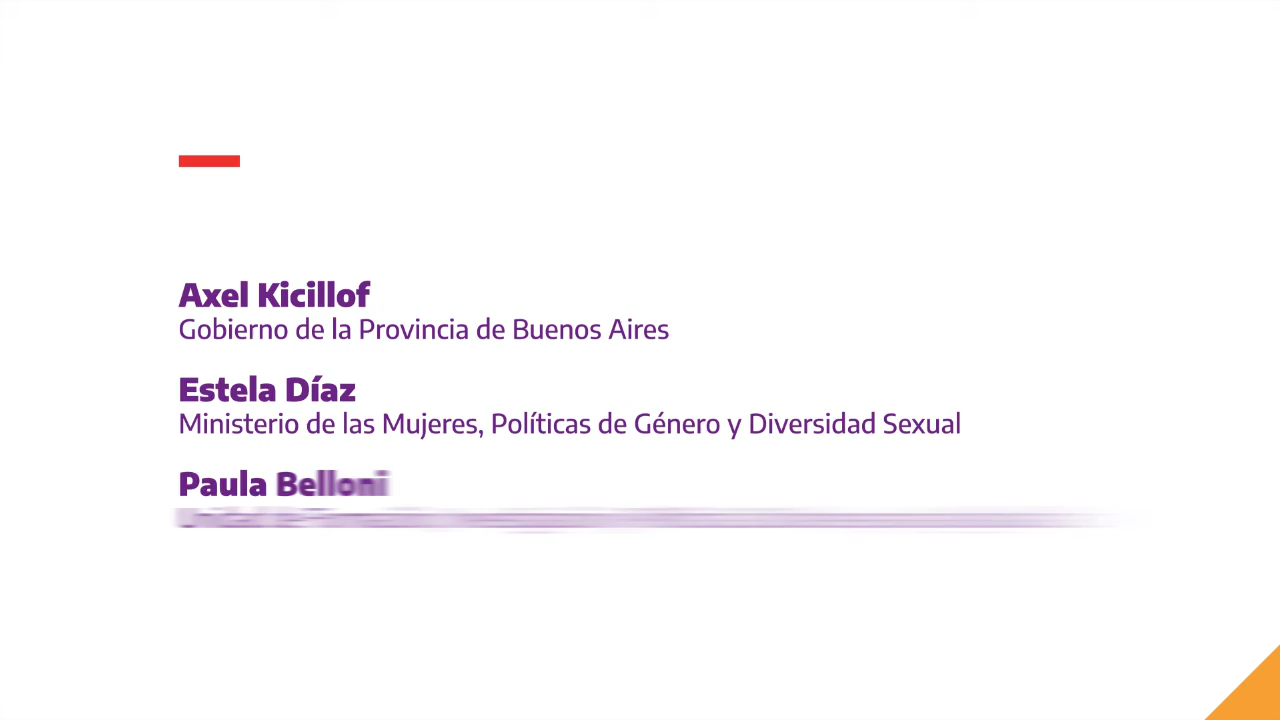 Axel Kicillof
Gobierno de la Provincia de Buenos Aires
Estela Díaz
Ministerio de las Mujeres, Políticas de Género y Diversidad Sexual
Paula Belloni